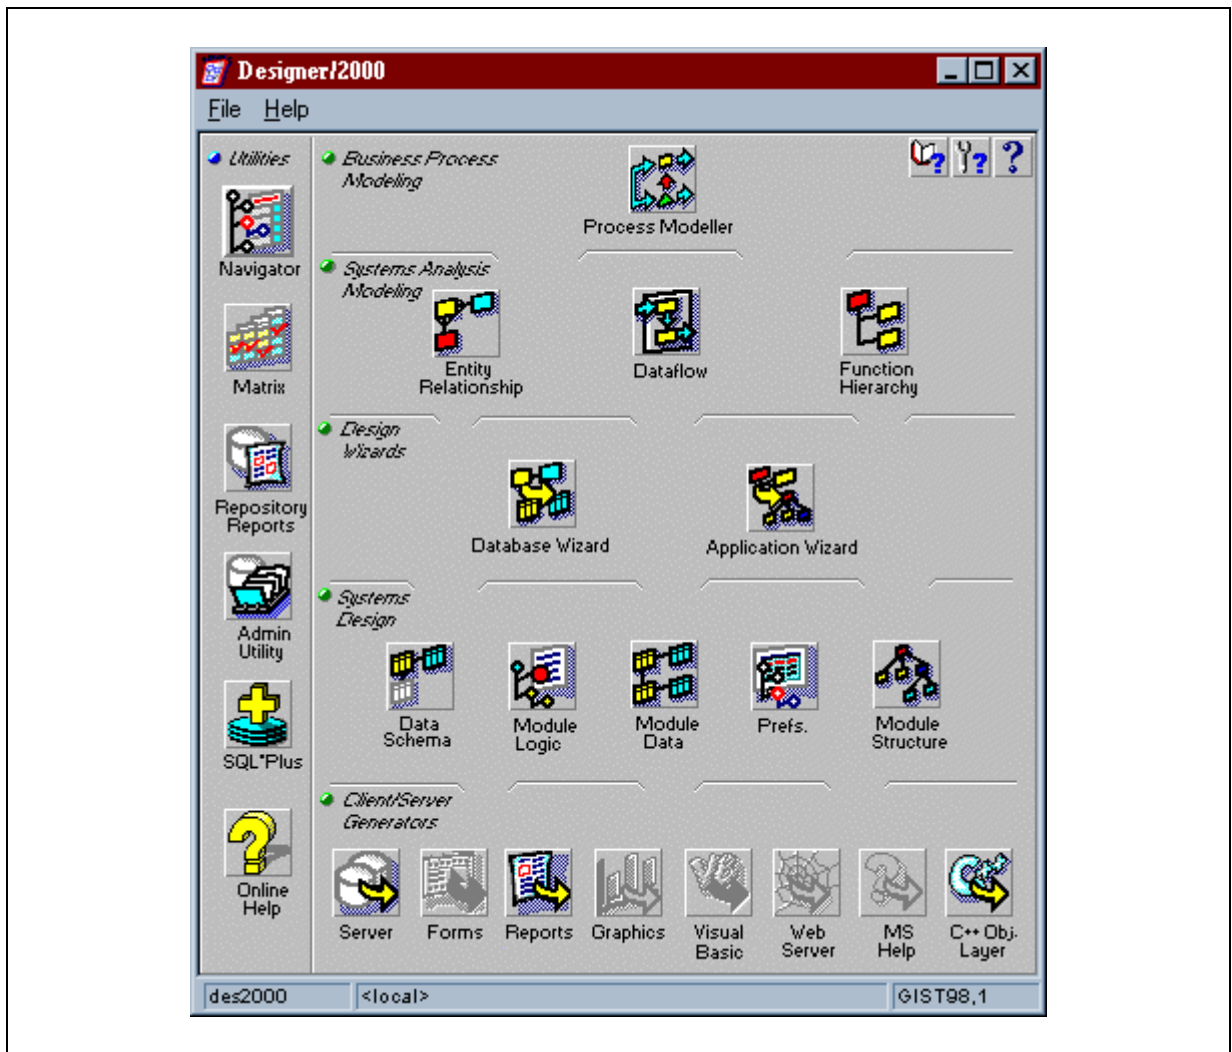 Designer/2000
File Help
Utilities
Navigator
Matrix
Repository
Reports
Admin
Utility
SQL*Plus
Online
Help
Business Process
Modeling
Process Modeller
Systems Analysis
Modeling
Entity
Relationship
Dataflow
Function
Hierarchy
Design
Wizards
Database Wizard
Application Wizard
Systems
Design
Data
Schema
Module
Logic
Module
Data
Prefs.
Module
Structure
Client/Server
Generators
Server
Forms
Reports
Graphics
Visual
Basic
Web
Server
MS
Help
C++ Obj.
Layer
des2000
<local>
GIST98,1